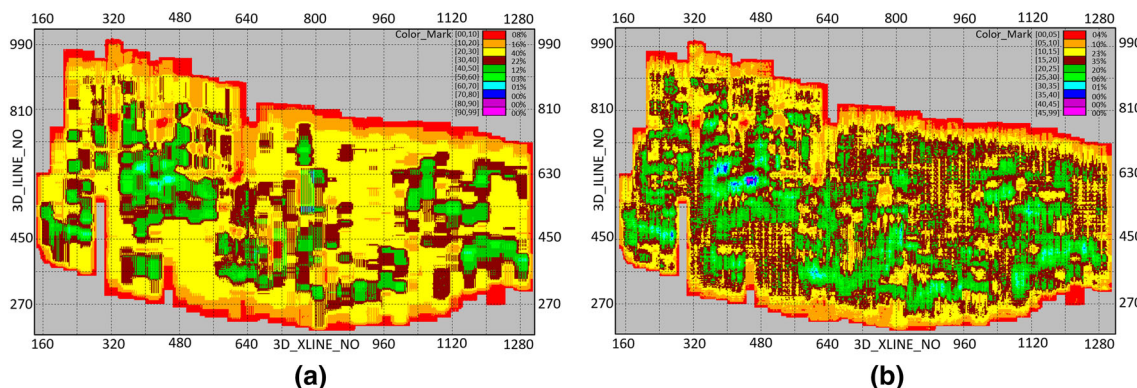 160 320 480 640 800 960 1120 1280
Color_Mark
[00,10] 08%
[10,20] 16%
[20,30] 40%
[30,40] 22%
[40,50] 12%
[50,60] 03%
[60,70] 01%
[70,80] 00%
[80,90] 00%
[90,99] 00%
990 990
810 810
630 630
450 450
270 270
3D_ILINE_NO
160 320 480 640 800 960 1120 1280
3D_XLINE_NO
(a)
160 320 480 640 800 960 1120 1280
Color_Mark
[00,05] 04%
[05,10] 10%
[10,15] 23%
[15,20] 35%
[20,25] 20%
[25,30] 06%
[30,35] 01%
[35,40] 00%
[40,45] 00%
[45,99] 00%
990
810 810
630 630
450 450
270 270
3D_ILINE_NO
160 320 480 640 800 960 1120 1280
3D_XLINE_NO
(b)